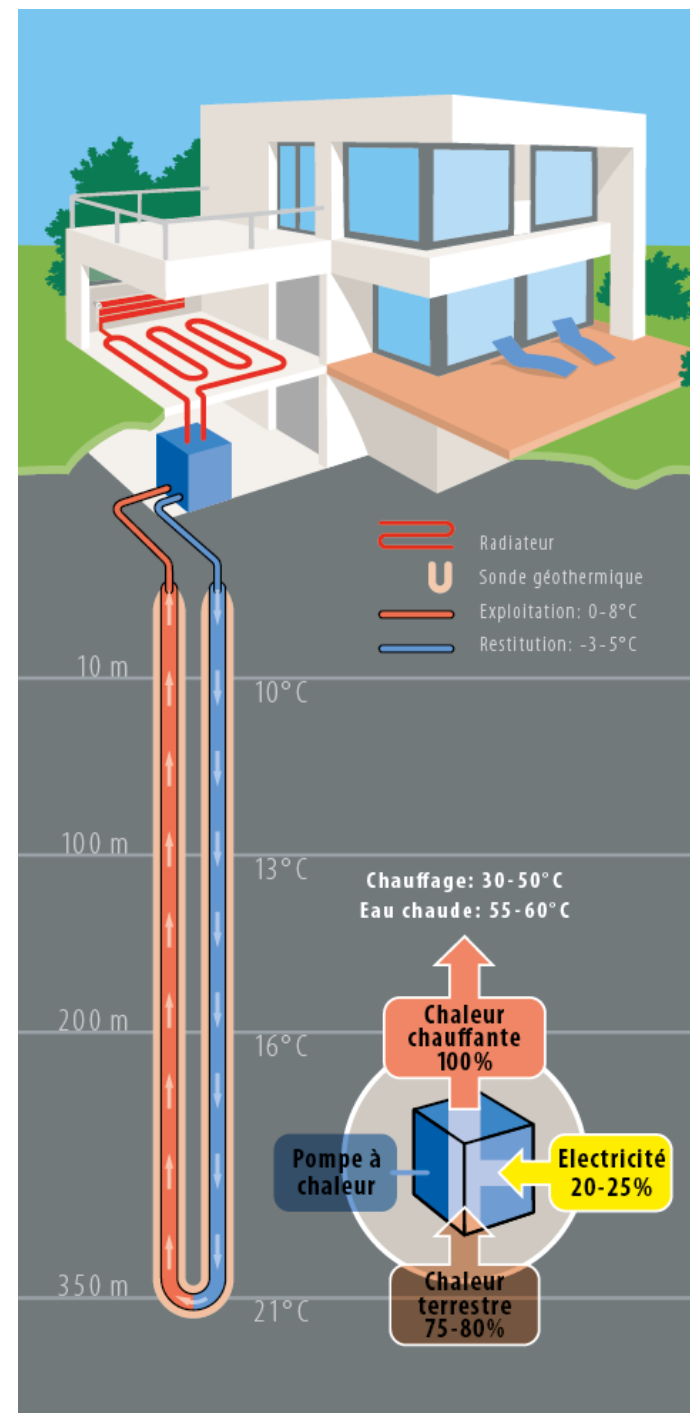 Radiateur
Sonde géothermique
Exploitation: 0-8°C
Restitution: -3-5°C
10 m
10°C
100 m
13°C
Chauffage: 30-50°C
Eau chaude: 55-60°C
200 m
16°C
Chaleur
chauffante
100%
Pompe à
chaleur
Electricité
20-25%
350 m
21°C
Chaleur
terrestre
75-80%